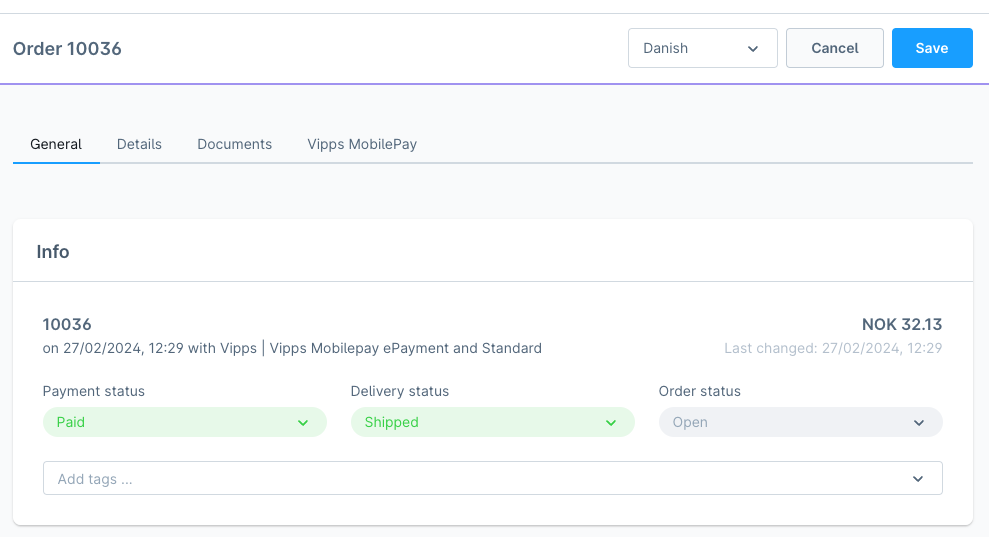 Order 10036
Danish
Cancel
Save
General
Details
Documents
Vipps MobilePay
Info
10036
NOK 32.13
on 27/02/2024, 12:29 with Vipps | Vipps Mobilepay ePayment and Standard
Last changed: 27/02/2024, 12:29
Payment status
Delivery status
Order status
Paid
Shipped
Open
Add tags ...